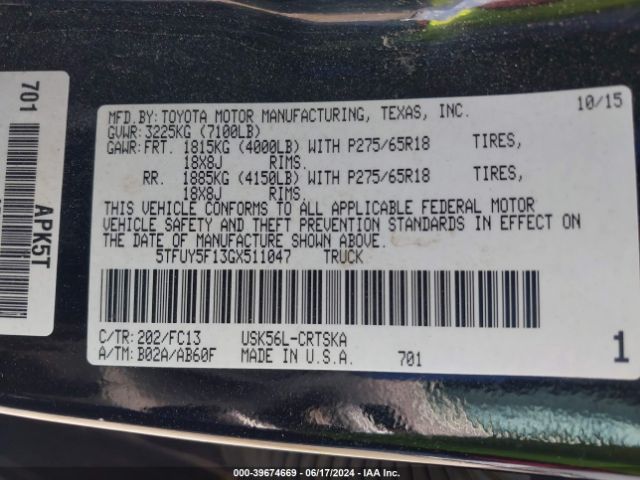 701
APK5T
MFD.BY:TOYOTA MOTOR MANUFACTURING, TEXAS, INC. 10/15
GVWR:3225KG (7100LB)
GAWR:FRT. 1815KG (4000LB) WITH P275/65R18 TIRES,
18X8J RIMS.
RR. 1885KG (4150LB) WITH P275/65R18 TIRES,
18X8J RIMS.
THIS VEHICLE CONFORMS TO ALL APPLICABLE FEDERAL MOTOR
VEHICLE SAFETY AND THEFT PREVENTION STANDARDS IN EFFECT ON
THE DATE OF MANUFACTURE SHOWN ABOVE.
5TFUY5F13GX511047 TRUCK
C/TR:202/FC13 USK56L-CRTSKA
A/TM:B02A/AB60F MADE IN U.S.A. 701 1
000-39674669 - 06/17/2024 - IAA Inc.